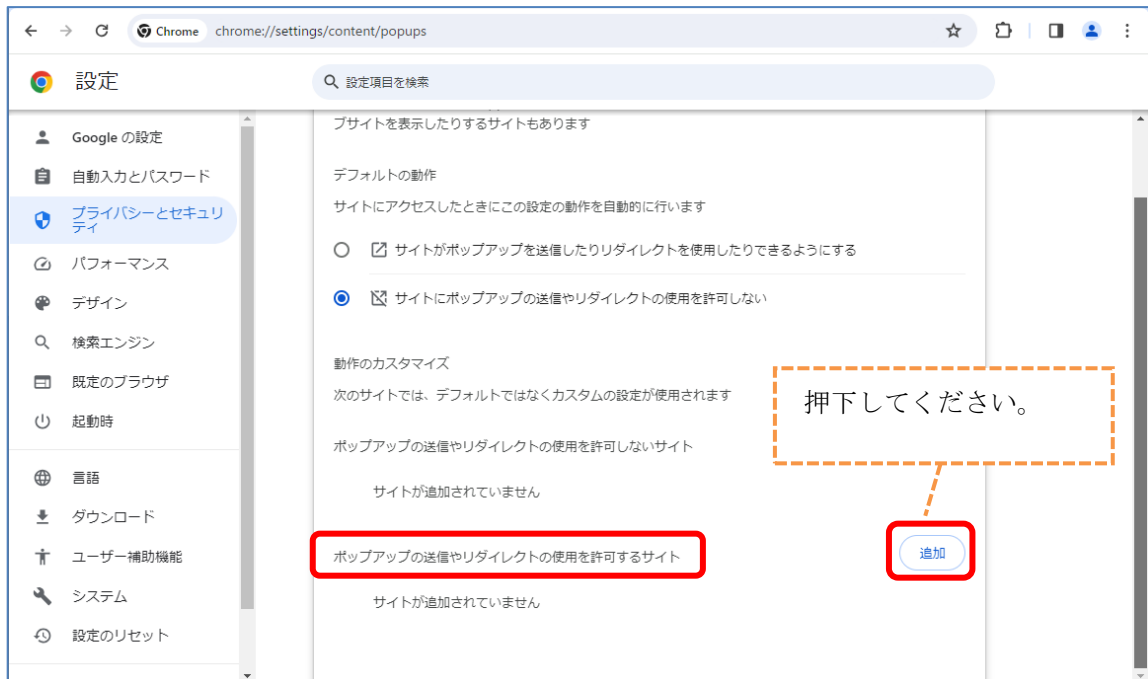 Chrome chrome://settings/content/popups
設定
設定項目を検索
Google の設定
自動入力とパスワード
プライバシーとセキュリ
ティ
パフォーマンス
デザイン
検索エンジン
既定のブラウザ
起動時
言語
ダウンロード
ユーザー補助機能
システム
設定のリセット
ブサイトを表示したりするサイトもあります
デフォルトの動作
サイトにアクセスしたときにこの設定の動作を自動的に行います
サイトがポップアップを送信したりリダイレクトを使用したりできるようにする
サイトにポップアップの送信やリダイレクトの使用を許可しない
動作のカスタマイズ
次のサイトでは、デフォルトではなくカスタムの設定が使用されます
押下してください。
ポップアップの送信やリダイレクトの使用を許可しないサイト
サイトが追加されていません
ポップアップの送信やリダイレクトの使用を許可するサイト
追加
サイトが追加されていません